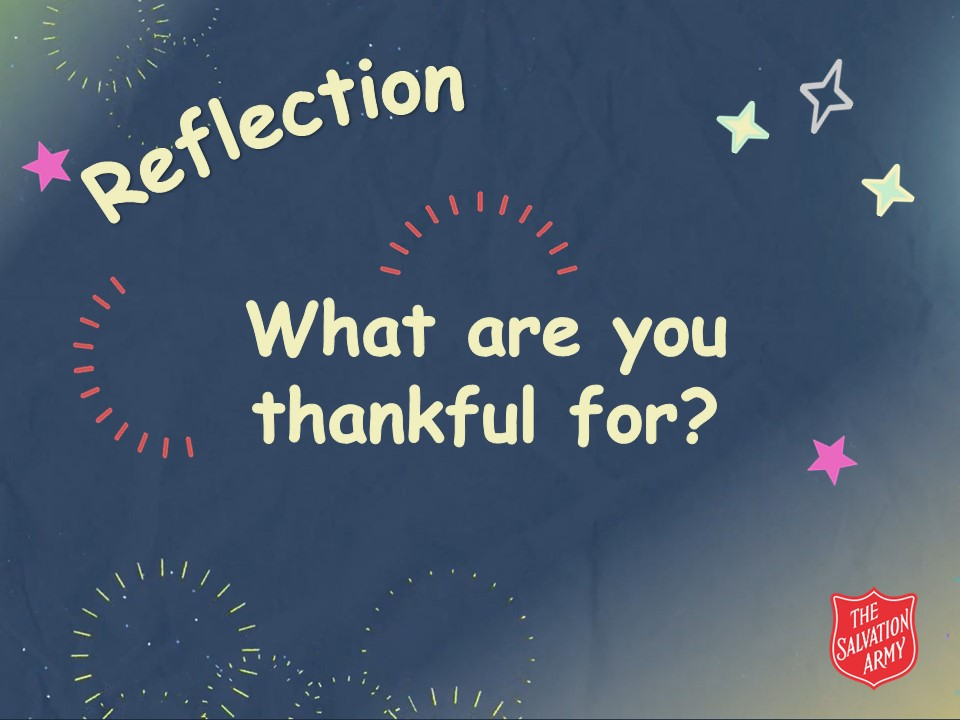 Reflection
What are you
thankful for?
THE
SALVATION
ARMY